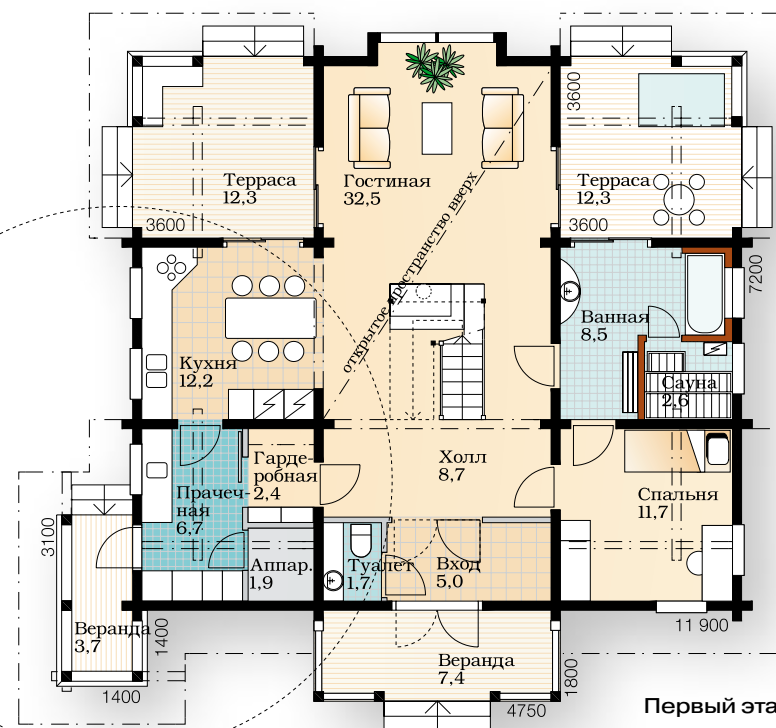 3600
Терраса
12,3
3600
Гостиная
32,5
открытое пространство вверх
Терраса
12,3
3600
7200
Ванная
8,5
Сауна
2,6
Кухня
12,2
Гарде-
робная
2,4
Холл
8,7
Прачеч-
ная
6,7
Спальня
11,7
3100
Аппар.
1,9
Туалет
1,7
Вход
5,0
Веранда
3,7
1400
1400
11 900
Веранда
7,4
1800
4750
Первый эта